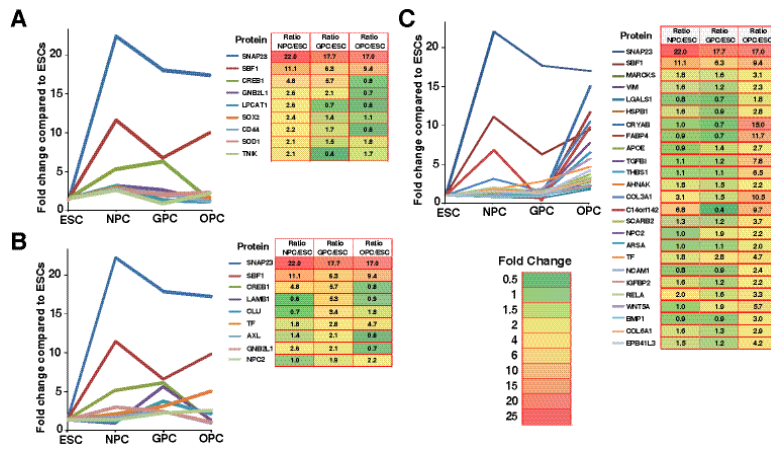 A
Fold change compared to ESCs
20
15
10
5
0
ESC NPC GPC OPC
Protein Ratio NPC/ESC Ratio GPC/ESC Ratio OPC/ESC
SNAP23 22.0 17.7 17.0
SBF1 11.1 6.3
CREB1 4.8 5.7 0.8
GNB2L1 2.6 2.1 0.7
LPCAT1 2.6 0.7 0.6
SOX2 2.4 1.4 1.1
CD44 2.2 1.7 0.6
SOD1 2.1 1.5 1.8
TNIK 2.1 0.4 1.7
B
Fold change compared to ESCs
20
15
10
5
0
ESC NPC GPC OPC
Protein Ratio NPC/ESC Ratio GPC/ESC Ratio OPC/ESC
SNAP23 22.0 17.7 17.0
SBF1 11.1 6.3 9.4
CREB1 4.8 5.7 0.8
LAMB1 0.6 5.3 0.9
CLU 0.7 3.4 1.8
TF 1.8 2.8 4.7
AXL 1.4 2.1 0.8
GNB2L1 2.6 2.1 0.7
NPC2 1.0 1.9 2.2
C
Fold change compared to ESCs
20
15
10
5
0
ESC NPC GPC OPC
Protein Ratio NPC/ESC Ratio GPC/ESC Ratio OPC/ESC
SNAP23 22.0 17.7 17.0
SBF1 11.1 6.3 9.4
MARCKS 1.8 1.6 3.1
VIM 1.6 1.2 2.3
LGALS1 0.8 0.7 1.8
HSPB1 1.6 0.9 2.8
CRYAB 1.0 0.7 15.0
FABP4 0.9 0.7 11.7
APOE 0.9 1.4 2.7
TGFBI 1.1 1.2 7.8
THBS1 1.1 1.1 6.5
AHNAK 1.8 1.5 2.2
COL3A1 3.1 1.5 10.5
C14orf142 6.8 0.4 9.7
SCARB2 1.3 1.2 3.7
NPC2 1.0 1.9 2.2
ARSA 1.0 1.1 2.0
TF 1.8 2.8 4.7
NCAM1 0.8 0.9 2.4
IGFBP2 1.6 1.2 2.2
RELA 2.0 1.6 3.3
WNT5A 1.0 1.9 5.7
BMP1 0.9 0.9 3.0
COL6A1 1.6 1.3 2.9
EPB41L3 1.5 1.2 4.2
Fold Change
0.5
1
1.5
2
4
6
10
15
20
25